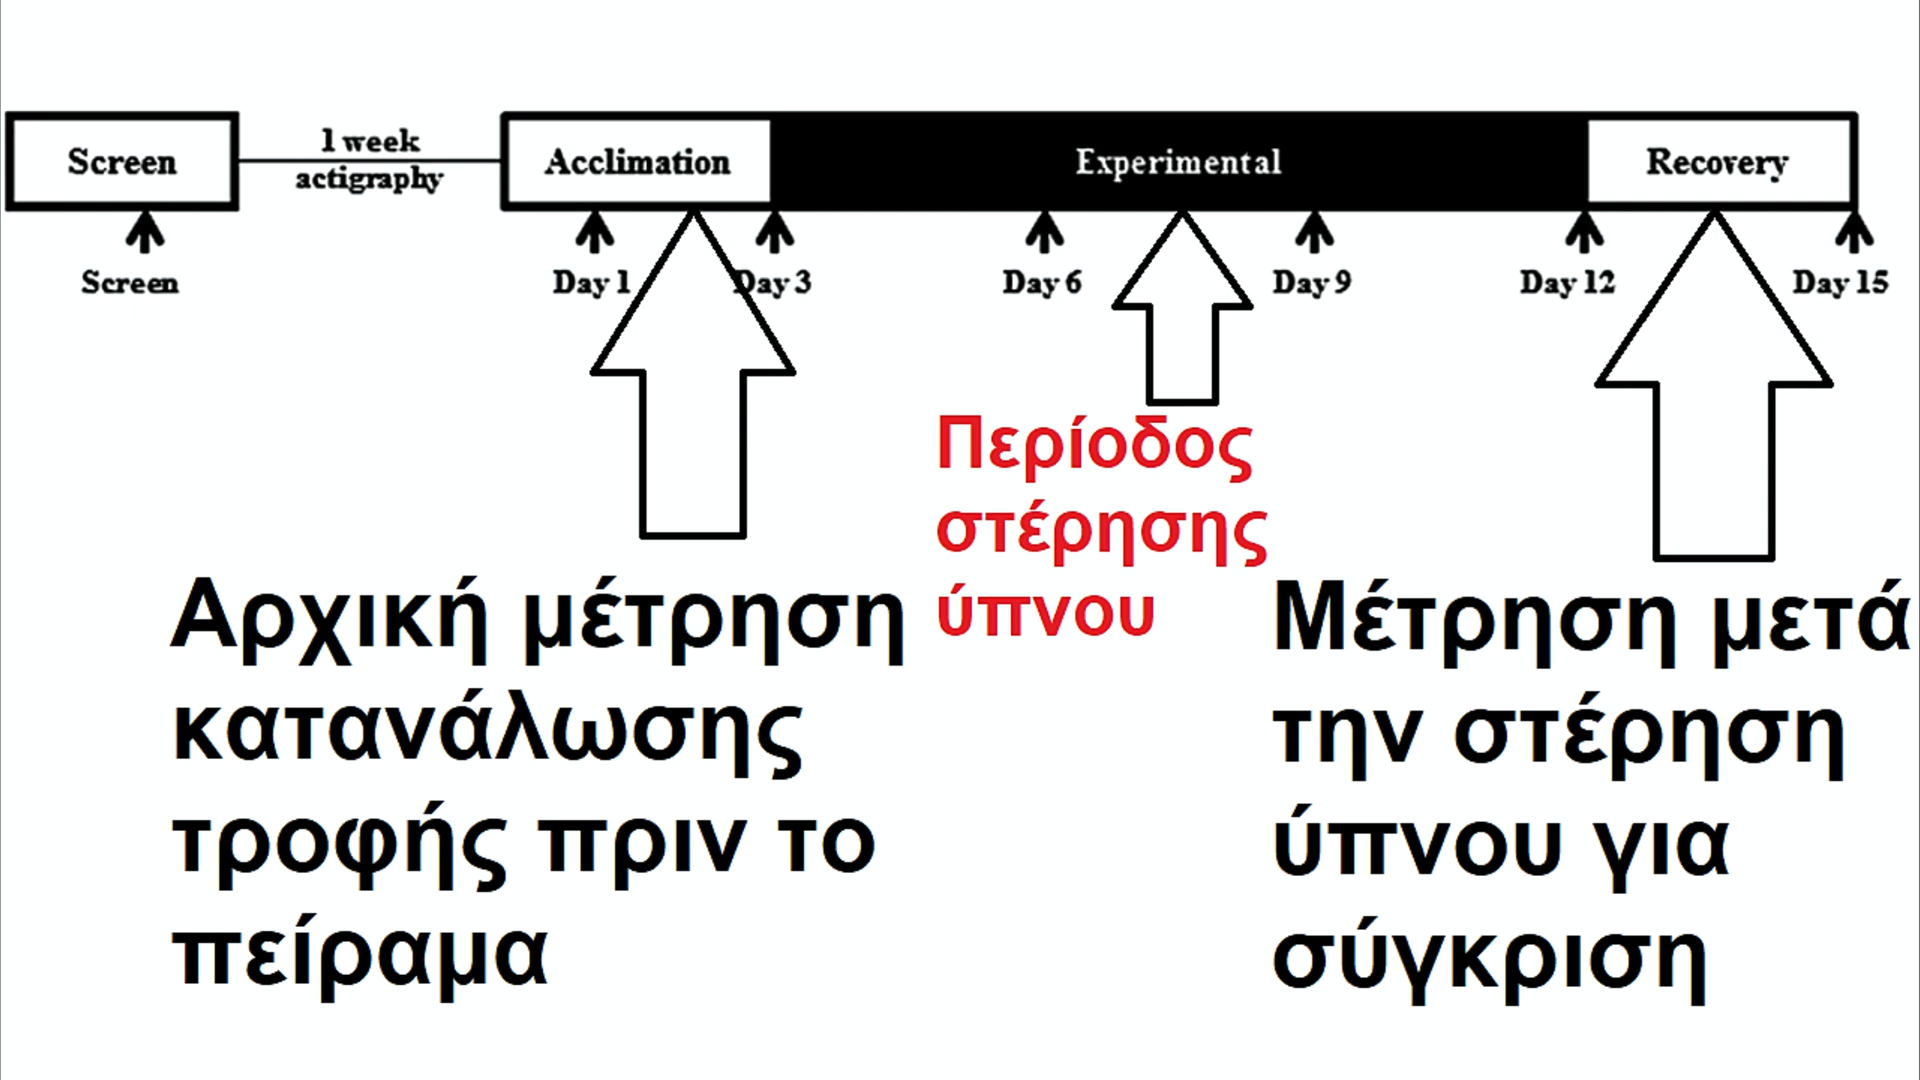 Screen
1 week
actigraphy
Acclimation
Experimental
Recovery
Screen
Day 1
Day 3
Day 6
Day 9
Day 12
Day 15
Αρχική μέτρηση
κατανάλωσης
τροφής πριν το
πείραμα
Περίοδος
στέρησης
ύπνου
Μέτρηση μετά
την στέρηση
ύπνου για
σύγκριση